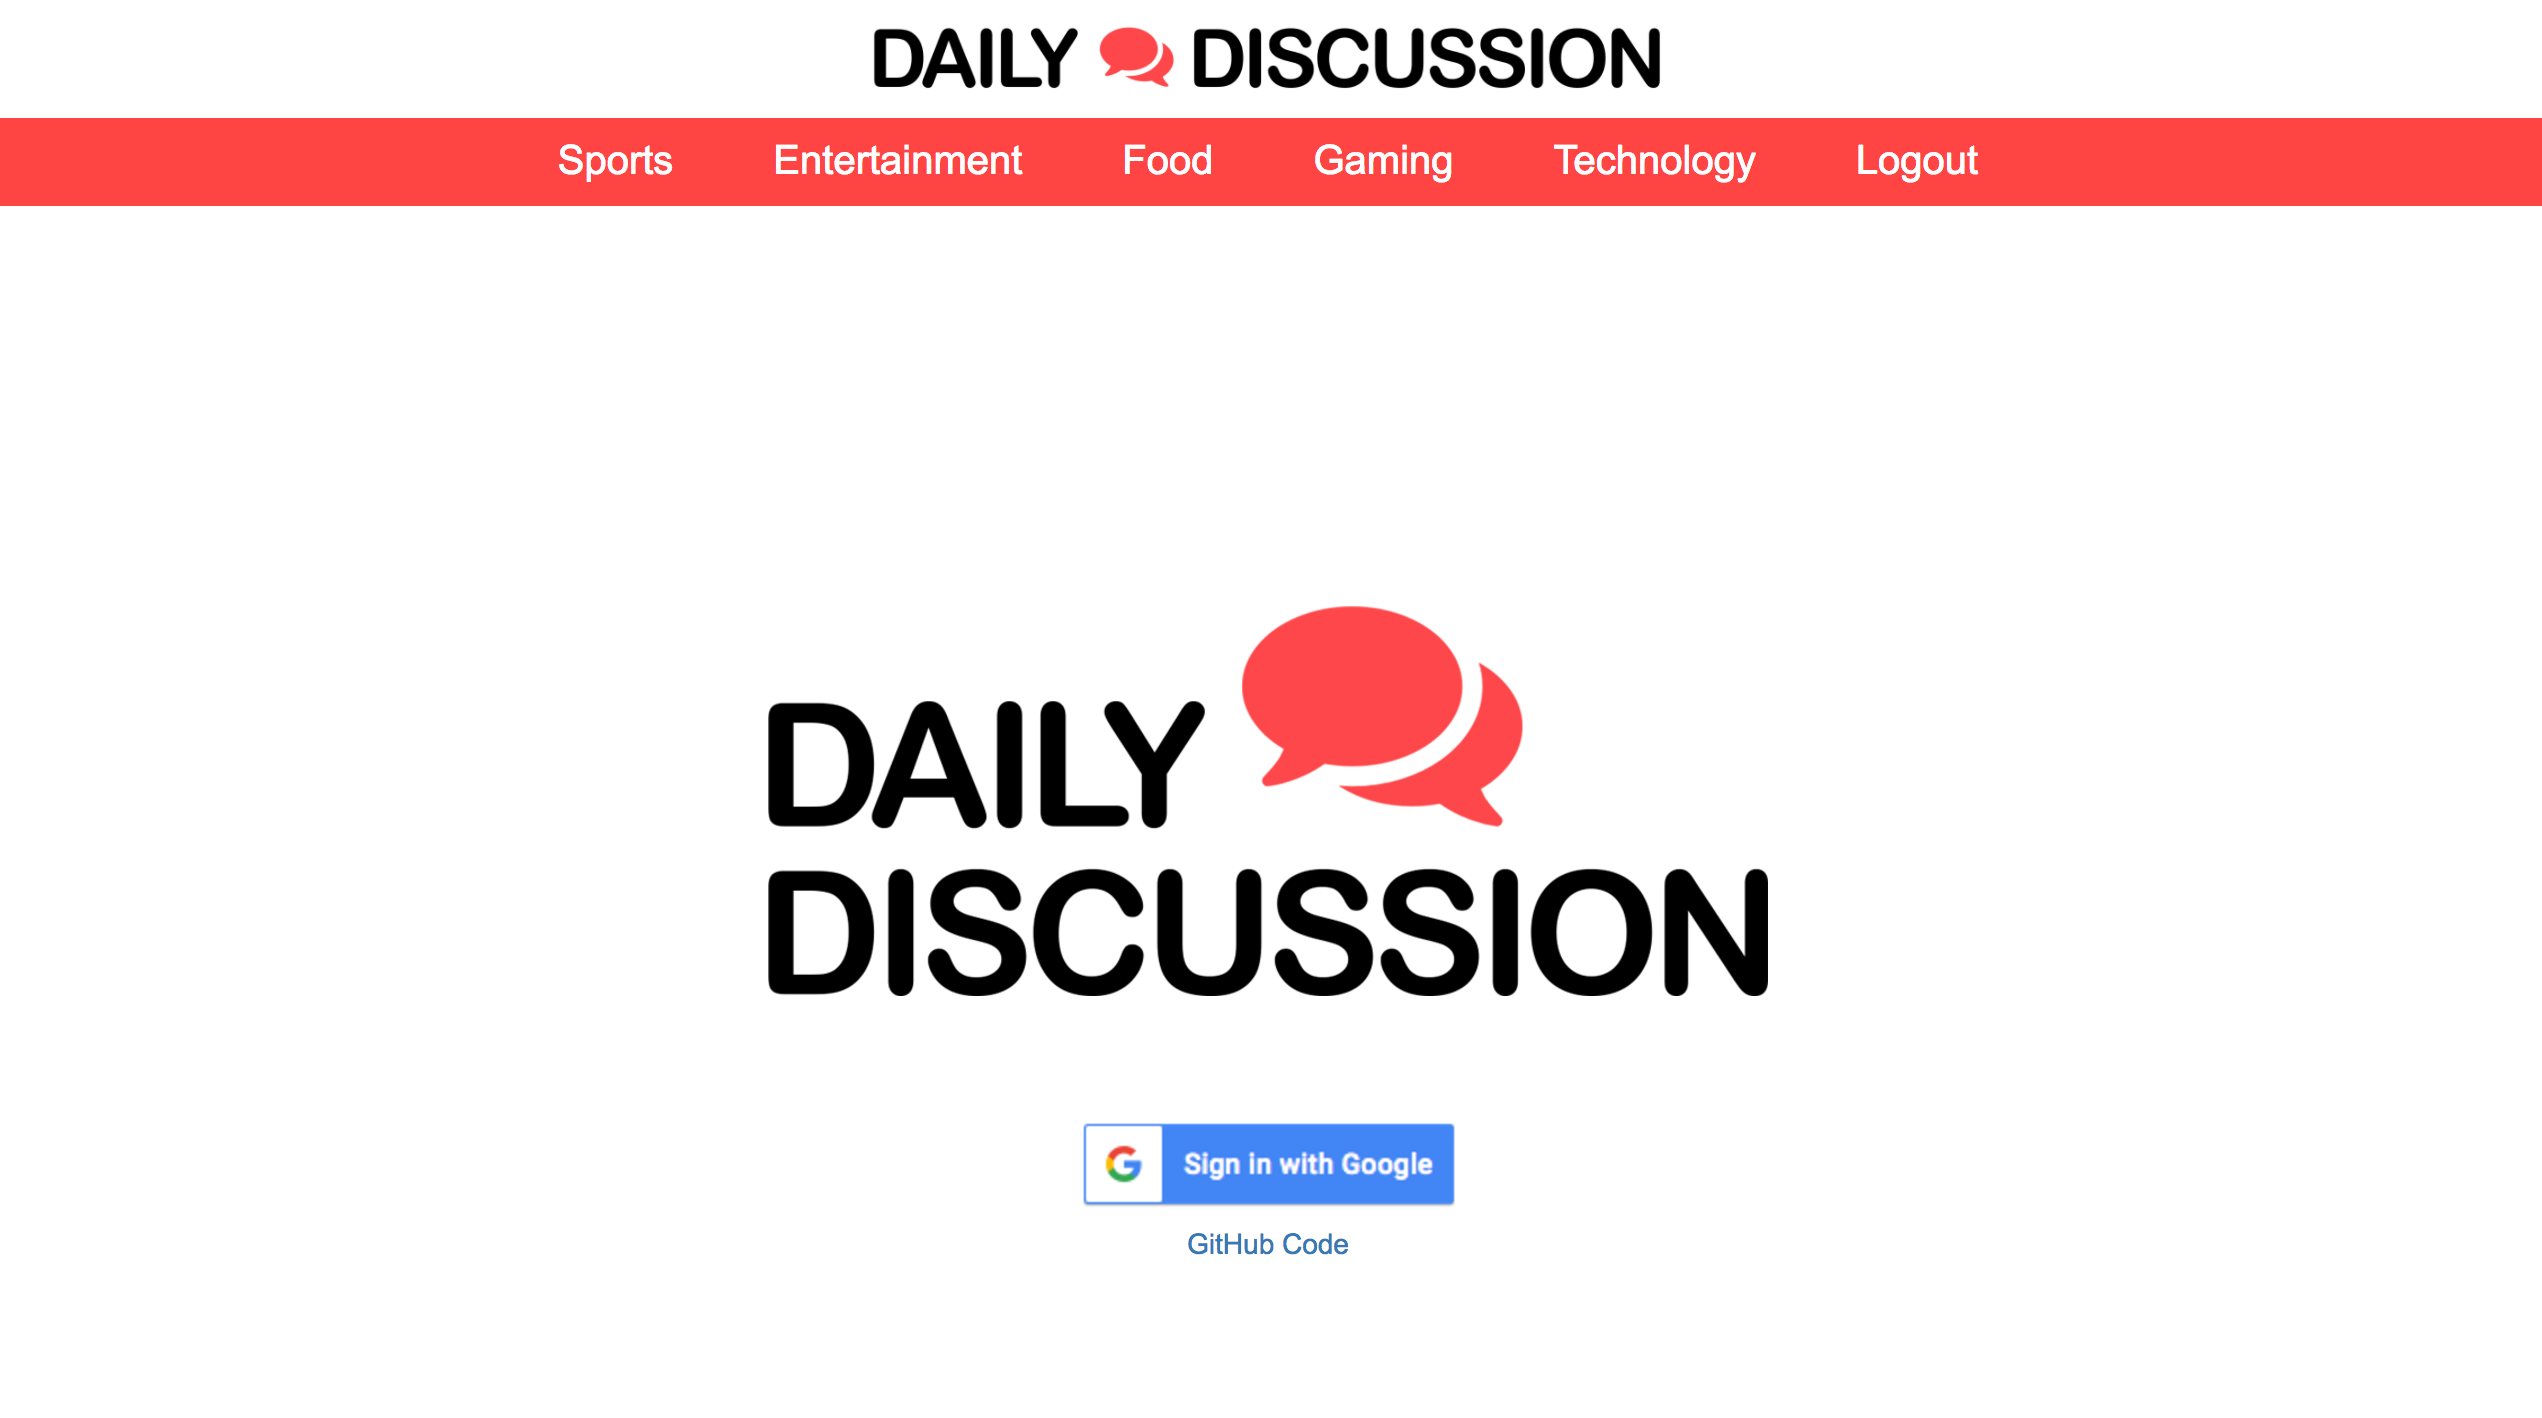 DAILY DISCUSSION
Sports Entertainment Food Gaming Technology Logout
DAILY
DISCUSSION
Sign in with Google
GitHub Code